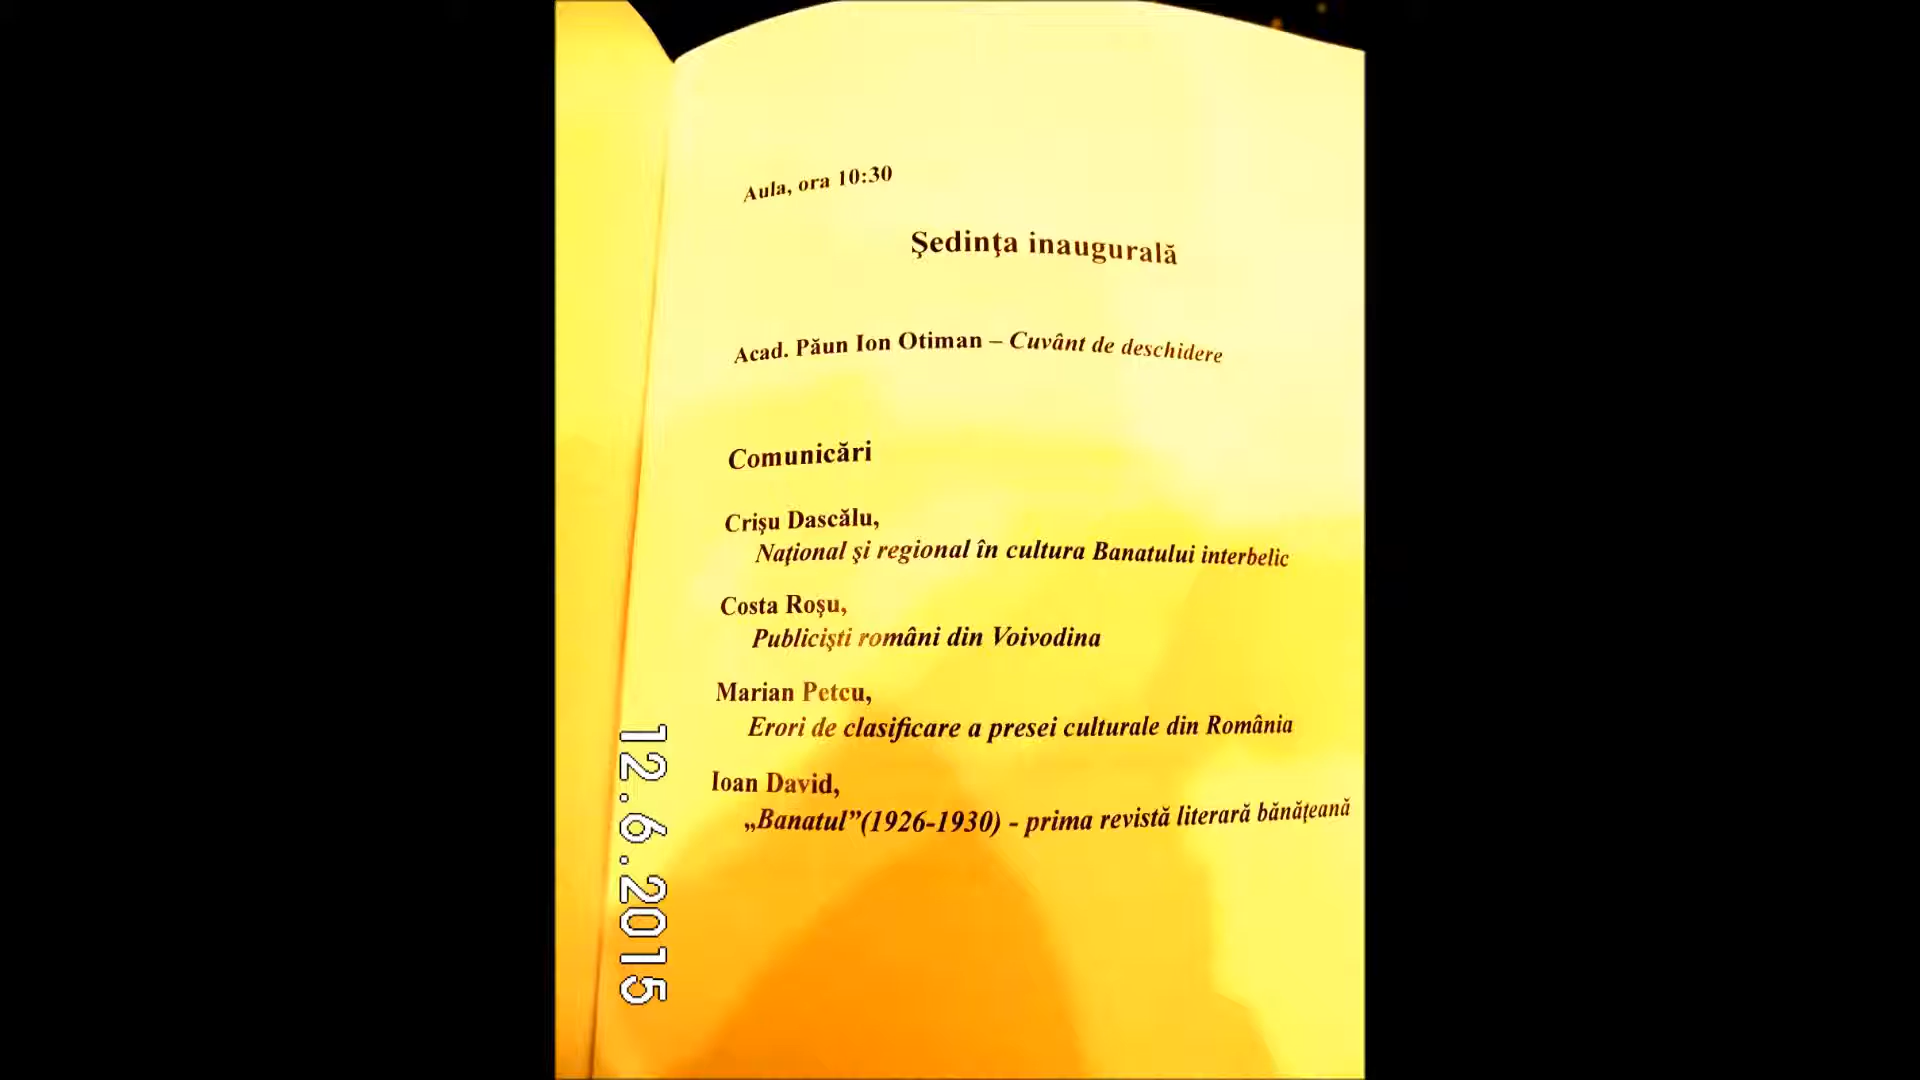 Aula, ora 10:30
Şedinţa inaugurală
Acad. Păun Ion Otiman – Cuvânt de deschidere
Comunicări
Crişu Dascălu,
Naţional şi regional în cultura Banatului interbelic
Costa Roşu,
Publicişti români din Voivodina
Marian Petcu,
Erori de clasificare a presei culturale din România
Ioan David,
„Banatul”(1926-1930) - prima revistă literară bănăţeană
12.6.2015